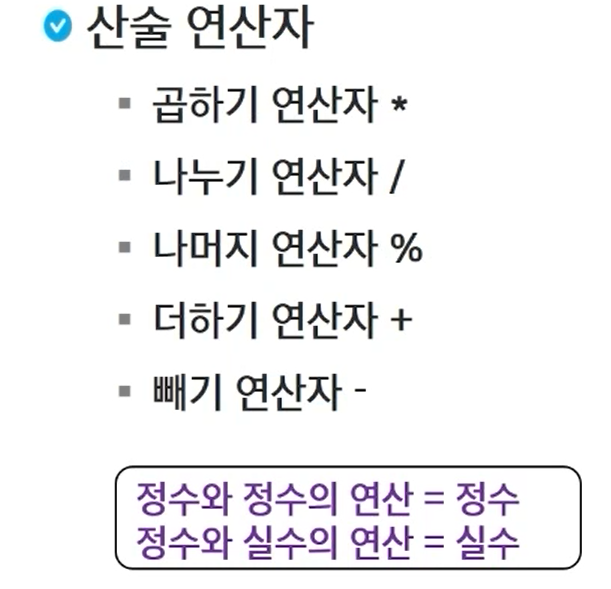 산술 연산자
곱하기 연산자 *
나누기 연산자 /
나머지 연산자 %
더하기 연산자 +
빼기 연산자 -
정수와 정수의 연산 = 정수
정수와 실수의 연산 = 실수